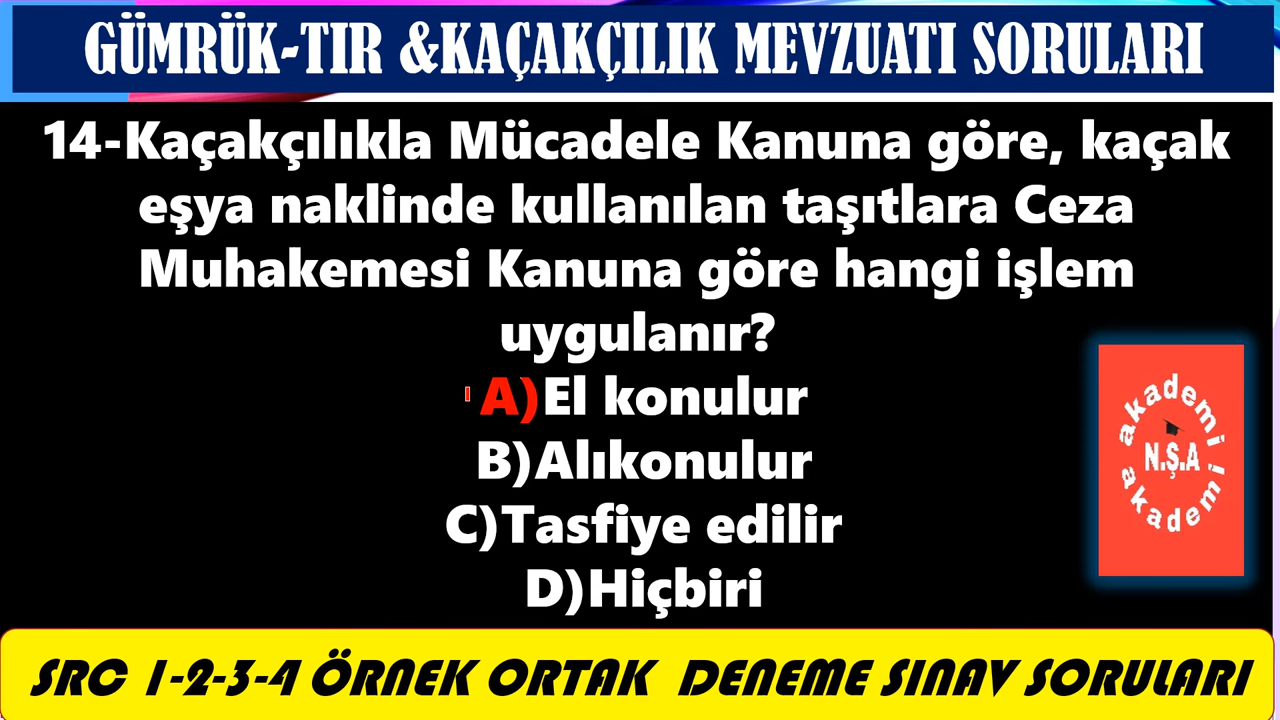 GÜMRÜK-TIR &KAÇAKÇILIK MEVZUATI SORULARI
14-Kaçakçılıkla Mücadele Kanuna göre, kaçak
eşya naklinde kullanılan taşıtlara Ceza
Muhakemesi Kanuna göre hangi işlem
uygulanır?
A)El konulur
B)Alıkonulur
C)Tasfiye edilir
D)Hiçbiri
akademi
N.Ş.A
akademi
SRC 1-2-3-4 ÖRNEK ORTAK DENEME SINAV SORULARI